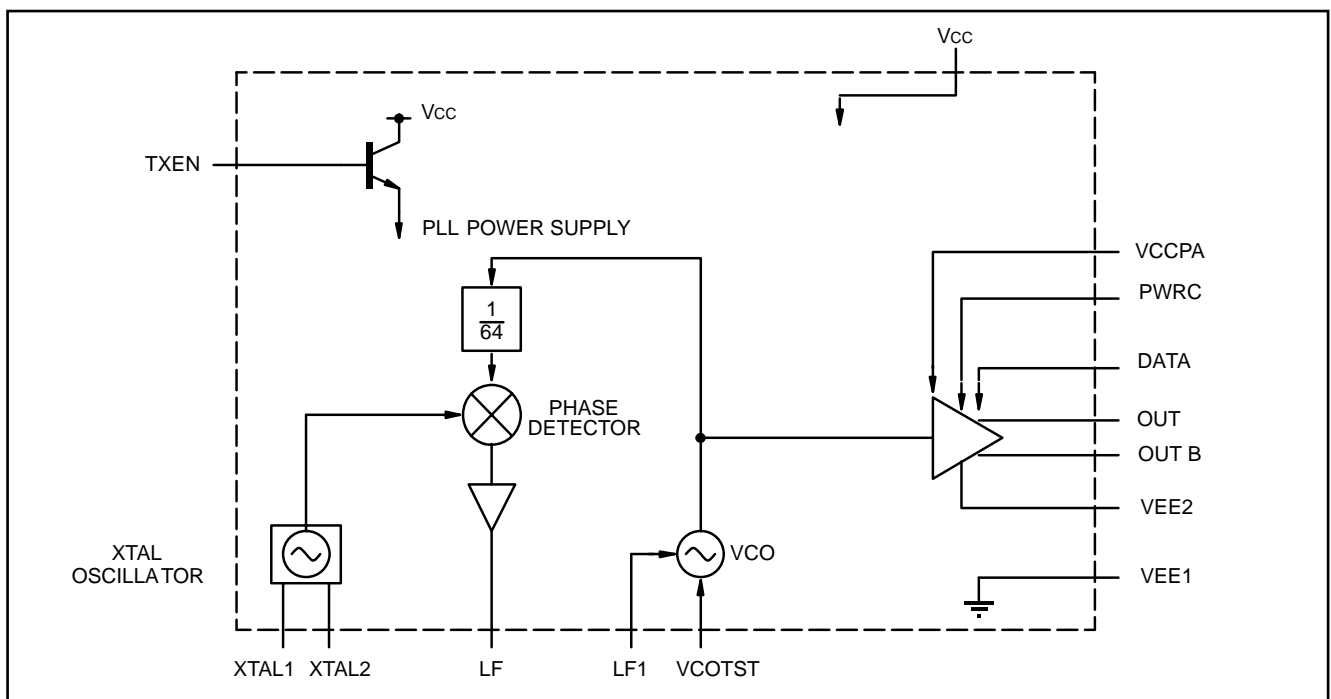 Vcc
Vcc
TXEN
PLL POWER SUPPLY
VCCPA
PWRC
1
64
DATA
PHASE
DETECTOR
OUT
OUT B
VEE2
XTAL
OSCILLATOR
VCO
VEE1
XTAL1 XTAL2 LF LF1 VCOTST